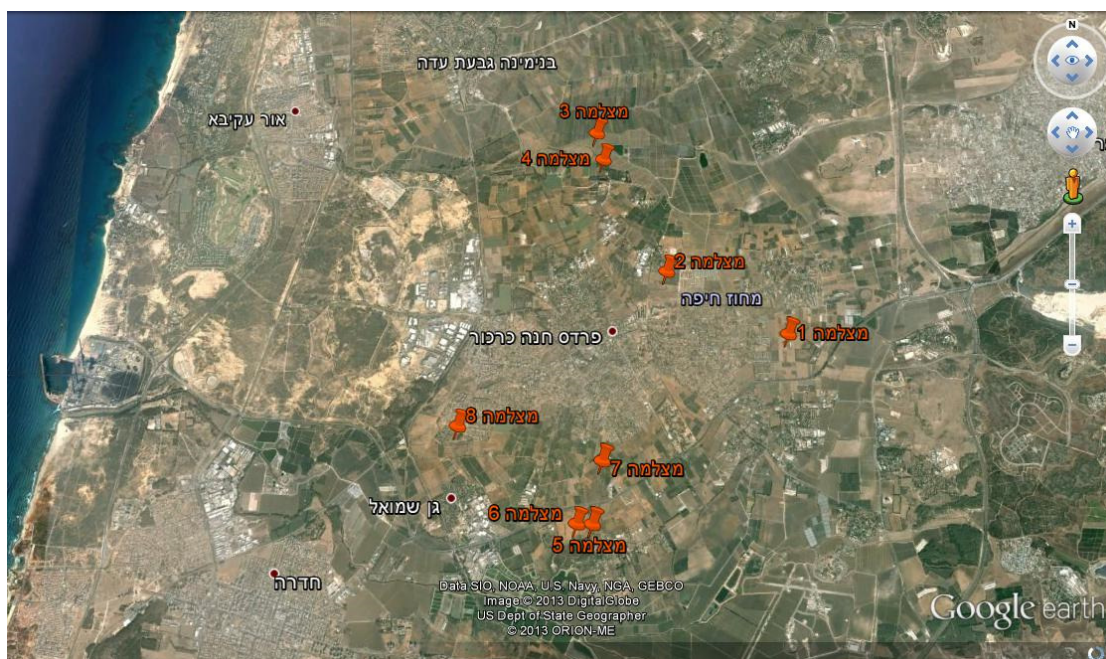 N
בנימינה גבעת עדה
אור עקיבא
מצלמה 3
מצלמה 4
מצלמה 2
מחוז חיפה
מצלמה 1
פרדס חנה כרכור
מצלמה 8
מצלמה 7
גן שמואל
מצלמה 6
מצלמה 5
חדרה
Data SIO, NOAA, U.S. Navy, NGA, GEBCO
Image © 2013 DigitalGlobe
US Dept of State Geographer
© 2013 ORION-ME
Google earth